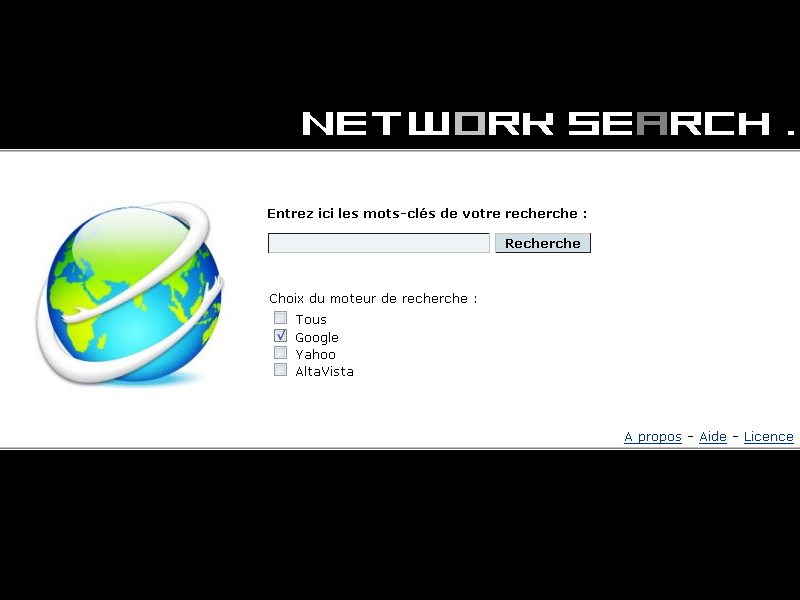 NETWORK SEARCH .
Entrez ici les mots-clés de votre recherche :
Recherche
Choix du moteur de recherche :
Tous
Google
Yahoo
AltaVista
A propos - Aide - Licence